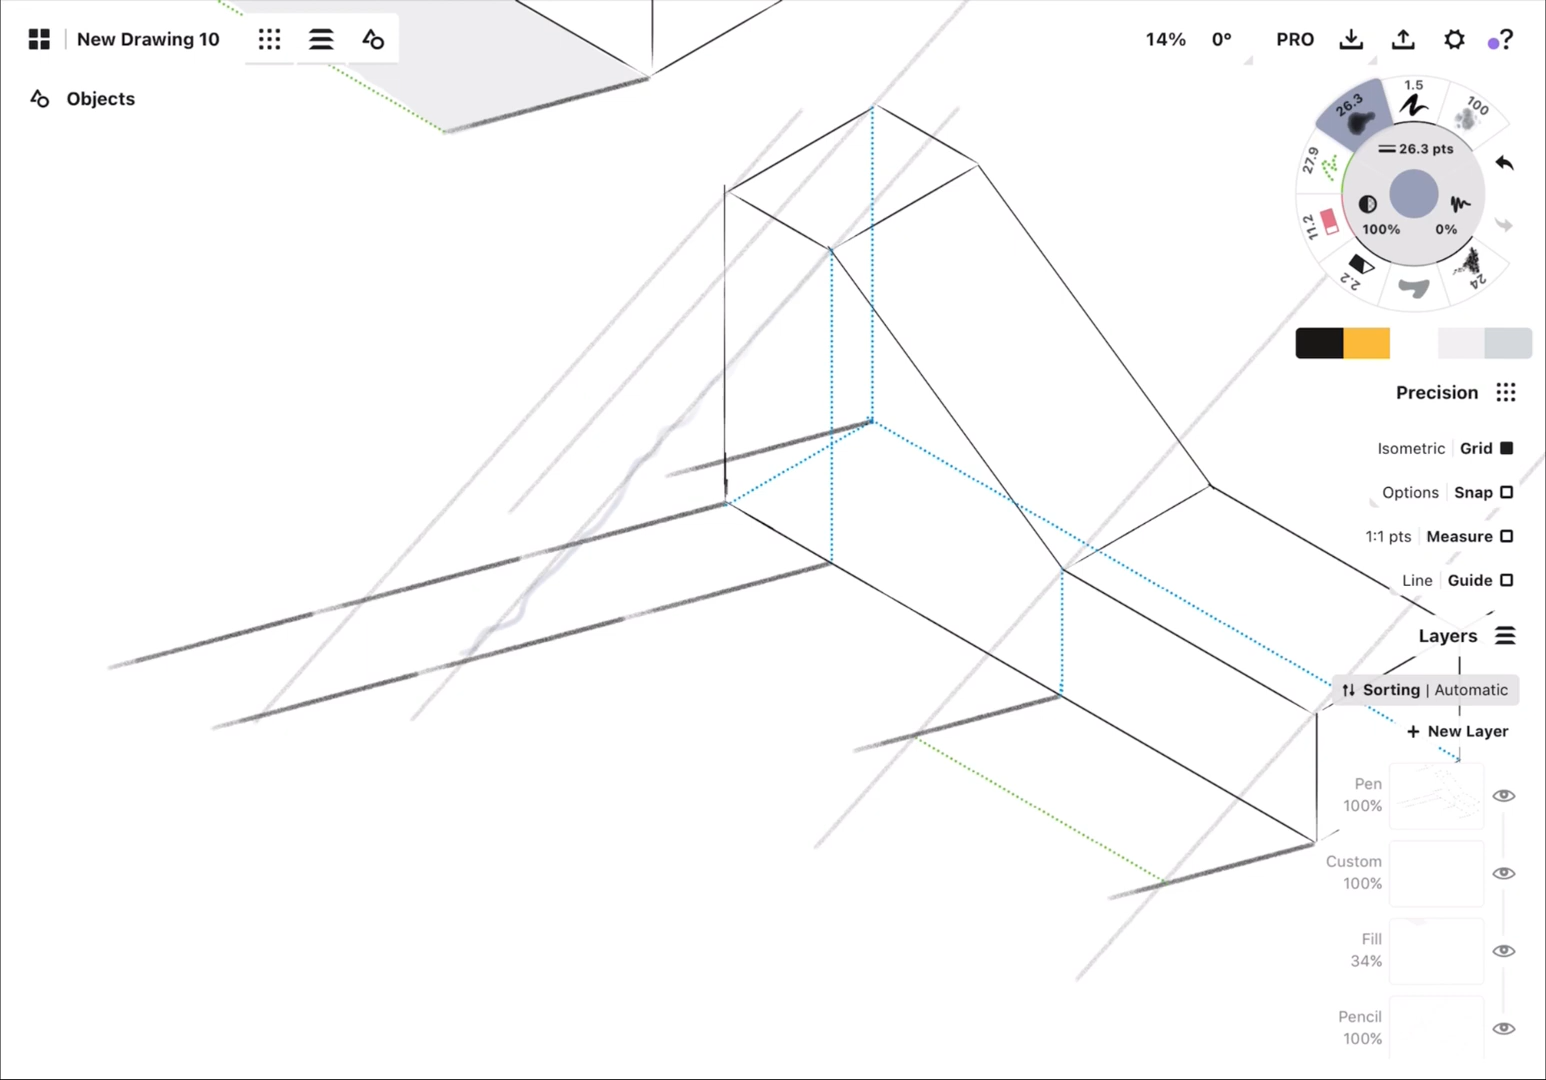 New Drawing 10
14% 0° PRO ?
Objects
26.3
1.5
100
27.9
26.3 pts
11.2
100% 0%
2.2
24
Precision
Isometric | Grid
Options | Snap
1:1 pts | Measure
Line | Guide
Layers
Sorting | Automatic
+ New Layer
Pen
100%
Custom
100%
Fill
34%
Pencil
100%